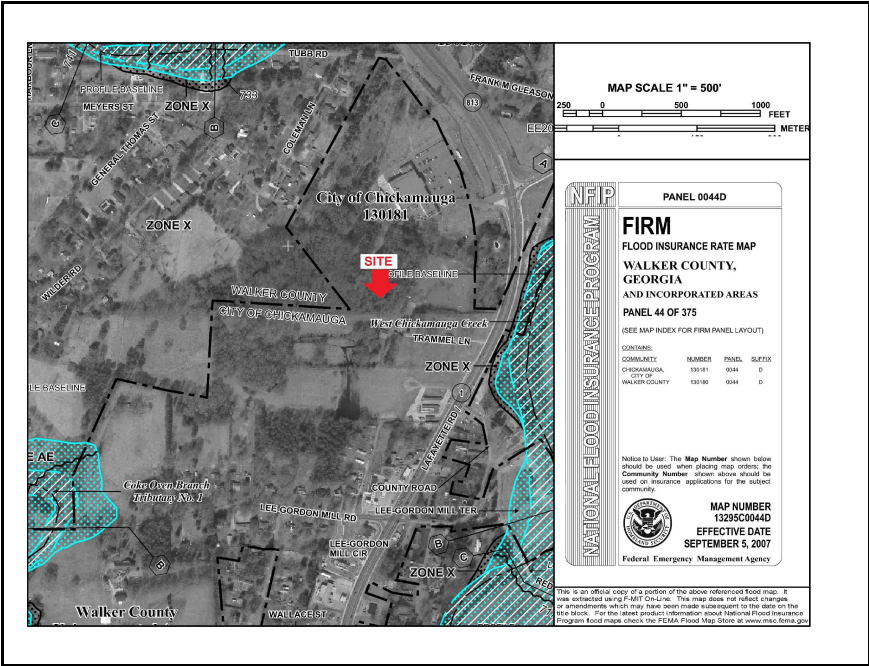 TUBB RD
741
PROFILE BASELINE
MEYERS ST
ZONE X
733
C
B
GENERAL THOMAS ST
COLEMAN LN
FRANK M GLEASON
813
EE20
A
City of Chickamauga
130181
ZONE X
SITE
WILDER RD
WALKER COUNTY
CITY OF CHICKAMAUGA
West Chickamauga Creek
TRAMMEL LN
ZONE X
LE BASELINE
1
LAFAYETTE RD
E AE
Coke Oven Branch
Tributary No. 1
COUNTY ROAD
LEE GORDON MILL RD
LEE-GORDON MILL TER
LEE-GORDON
MILL CIR
B
C
B
ZONE X
RED
Walker County
WALLACE ST
MAP SCALE 1" = 500'
250 0 500 1000
FEET
METER
NFIP
NATIONAL FLOOD INSURANCE PROGRAM
PANEL 0044D
FIRM
FLOOD INSURANCE RATE MAP
WALKER COUNTY,
GEORGIA
AND INCORPORATED AREAS
PANEL 44 OF 375
(SEE MAP INDEX FOR FIRM PANEL LAYOUT)
CONTAINS:
COMMUNITY NUMBER PANEL SUFFIX
CHICKAMAUGA,
CITY OF 130181 0044 D
WALKER COUNTY 130180 0044 D
Notice to User: The Map Number shown below
should be used when placing map orders; the
Community Number shown above should be
used on insurance applications for the subject
community.
MAP NUMBER
13295C0044D
EFFECTIVE DATE
SEPTEMBER 5, 2007
Federal Emergency Management Agency
This is an official copy of a portion of the above referenced flood map. It
was extracted using F-MIT On-Line. This map does not reflect changes
or amendments which may have been made subsequent to the date on the
title block. For the latest product information about National Flood Insurance
Program flood maps check the FEMA Flood Map Store at www.msc.fema.gov